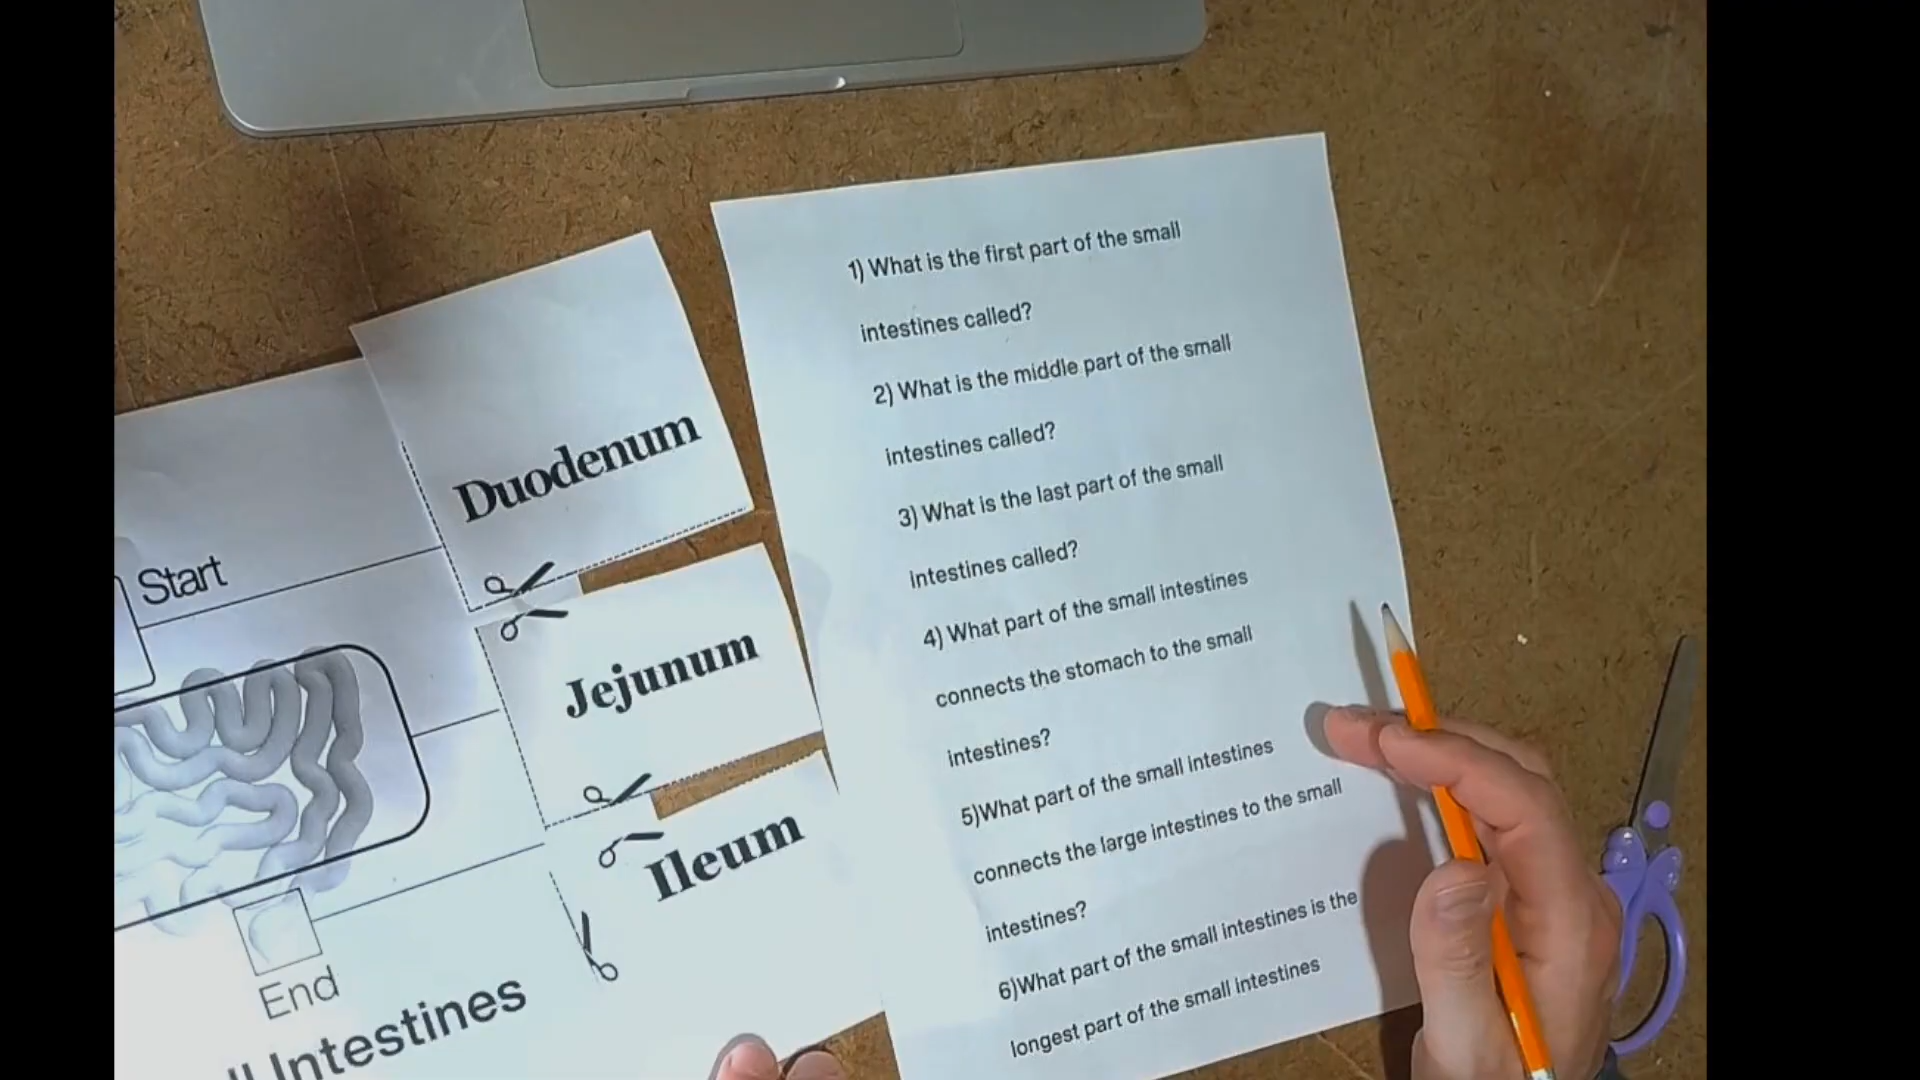 Start
Duodenum
Jejunum
Ileum
End
Intestines
1) What is the first part of the small
intestines called?
2) What is the middle part of the small
intestines called?
3) What is the last part of the small
intestines called?
4) What part of the small intestines
connects the stomach to the small
intestines?
5)What part of the small intestines
connects the large intestines to the small
intestines?
6)What part of the small intestines is the
longest part of the small intestines